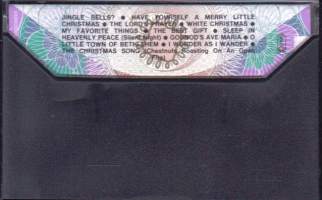 JINGLE BELLS? ● HAVE YOURSELF A MERRY LITTLE
CHRISTMAS ● THE LORD'S PRAYER ● WHITE CHRISTMAS ●
MY FAVORITE THINGS ● THE BEST GIFT ● SLEEP IN
HEAVENLY PEACE (Silent Night) ● GOUNOD'S AVE MARIA ● O
LITTLE TOWN OF BETHLEHEM ● I WONDER AS I WANDER ●
THE CHRISTMAS SONG (Chestnuts Roasting On An Open
Fire)